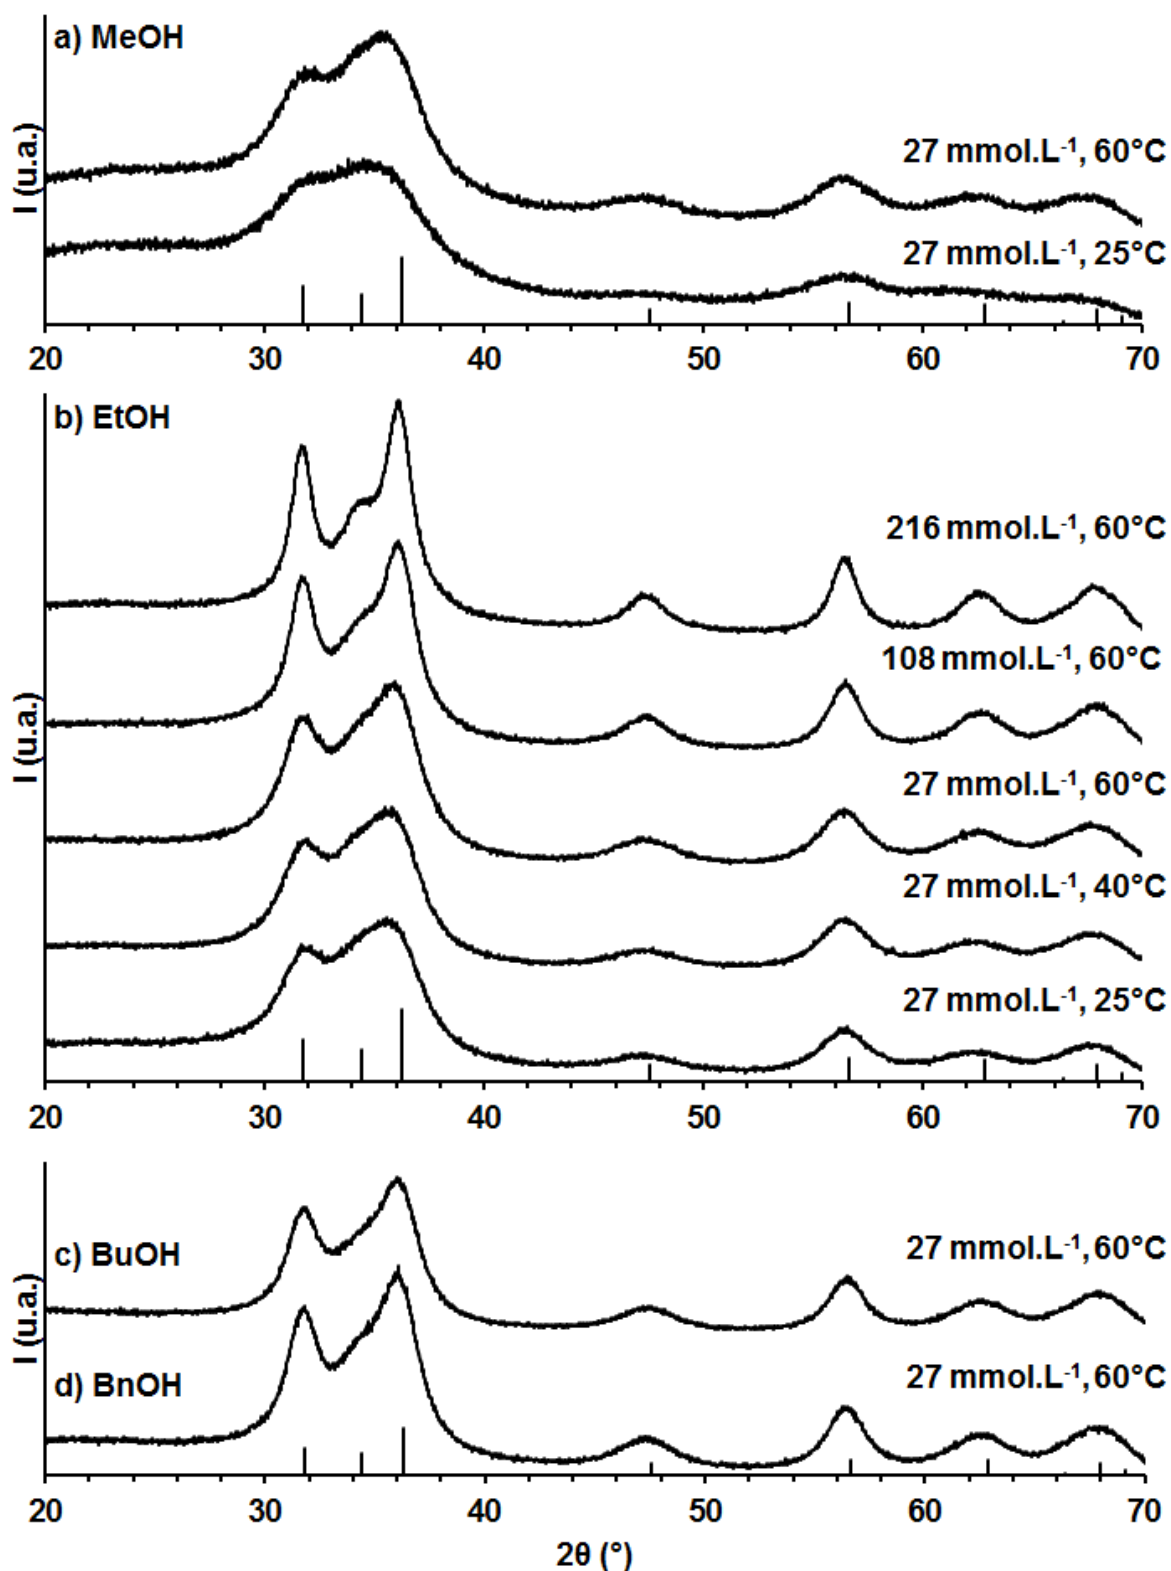 a) MeOH
I (u.a.)
27 mmol.L⁻¹, 60°C
27 mmol.L⁻¹, 25°C
20 30 40 50 60 70
b) EtOH
216 mmol.L⁻¹, 60°C
108 mmol.L⁻¹, 60°C
I (u.a.)
27 mmol.L⁻¹, 60°C
27 mmol.L⁻¹, 40°C
27 mmol.L⁻¹, 25°C
20 30 40 50 60 70
c) BuOH
27 mmol.L⁻¹, 60°C
I (u.a.)
d) BnOH
27 mmol.L⁻¹, 60°C
20 30 40 50 60 70
2θ (°)